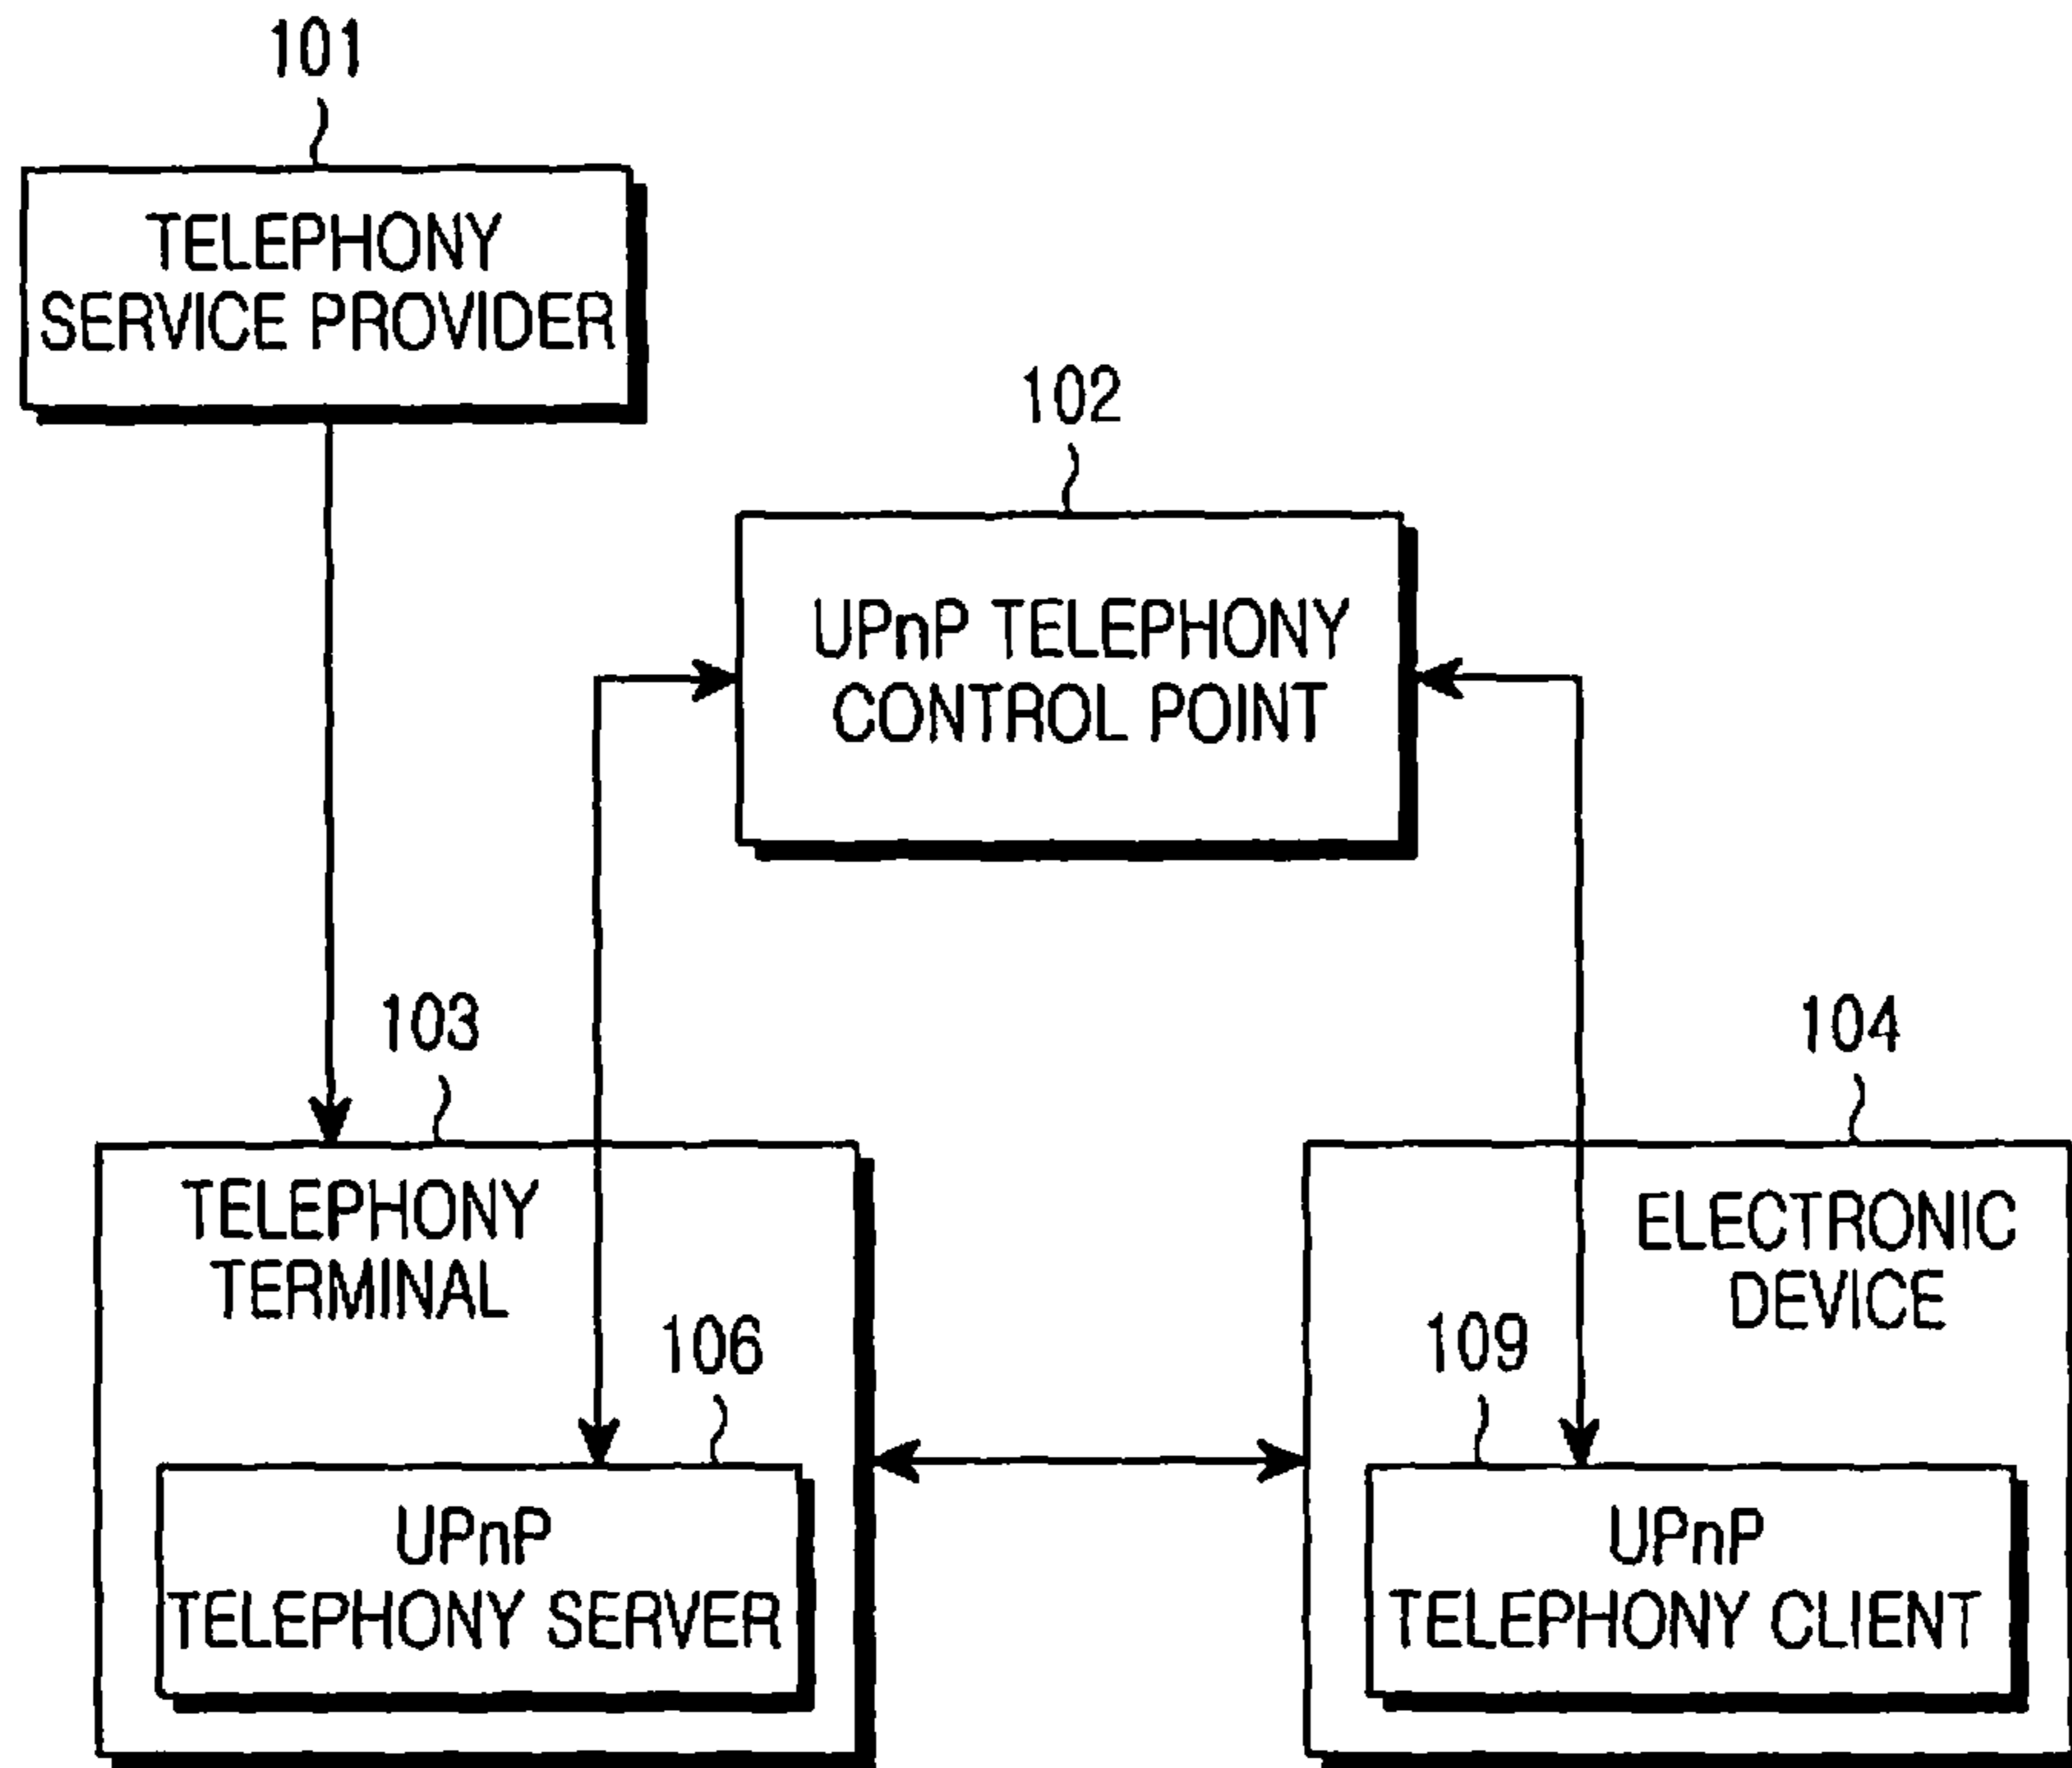 101
TELEPHONY
SERVICE PROVIDER
102
UPnP TELEPHONY
CONTROL POINT
103
TELEPHONY
TERMINAL
106
UPnP
TELEPHONY SERVER
104
ELECTRONIC
DEVICE
109
UPnP
TELEPHONY CLIENT